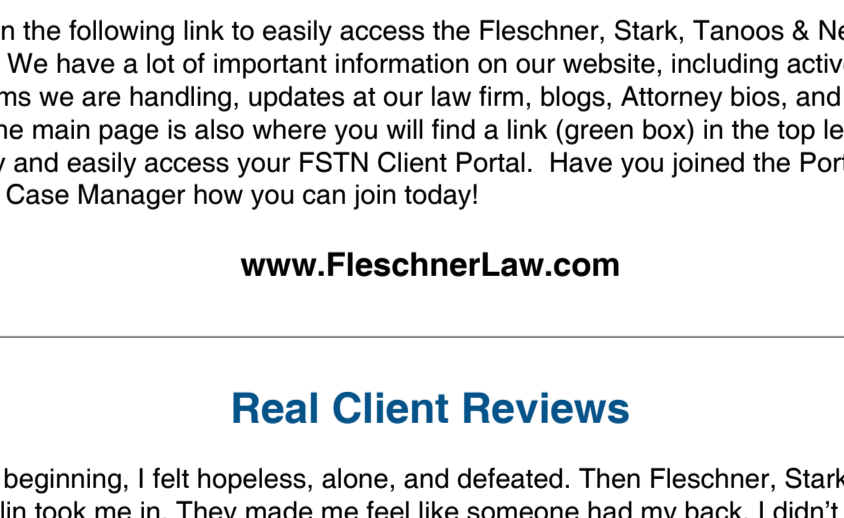 n the following link to easily access the Fleschner, Stark, Tanoos & Ne
We have a lot of important information on our website, including activ
ms we are handling, updates at our law firm, blogs, Attorney bios, and
he main page is also where you will find a link (green box) in the top le
y and easily access your FSTN Client Portal.  Have you joined the Port
Case Manager how you can join today!
www.FleschnerLaw.com
Real Client Reviews
beginning, I felt hopeless, alone, and defeated. Then Fleschner, Stark
lin took me in. They made me feel like someone had my back. I didn't